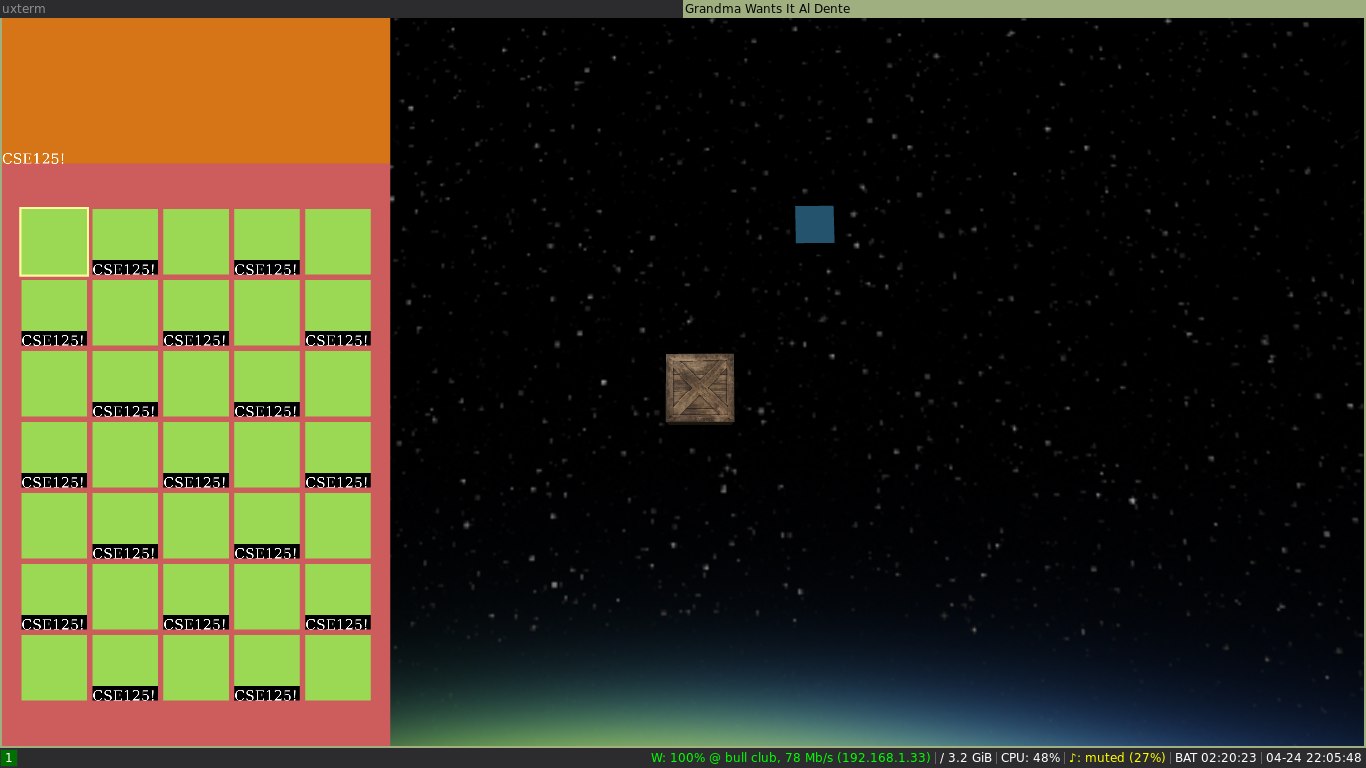 uxterm
Grandma Wants It Al Dente
CSE125!
CSE125! CSE125!
CSE125! CSE125! CSE125!
CSE125! CSE125!
CSE125! CSE125! CSE125!
CSE125! CSE125!
CSE125! CSE125! CSE125!
CSE125! CSE125!
1
W: 100% @ bull club, 78 Mb/s (192.168.1.33) | / 3.2 GiB | CPU: 48% | ♪: muted (27%) | BAT 02:20:23 | 04-24 22:05:48